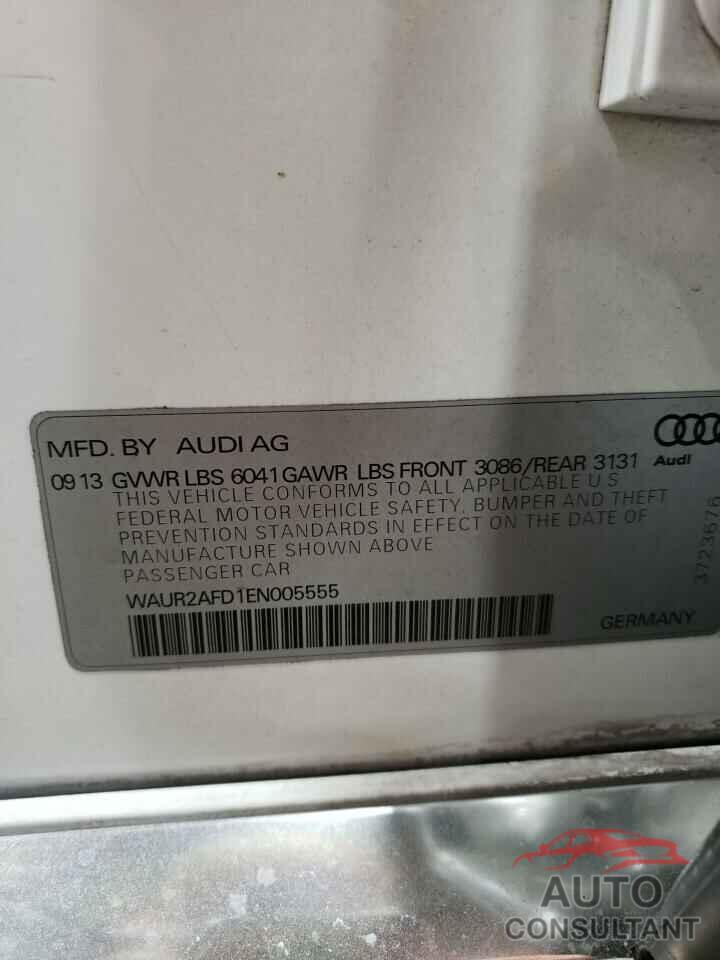 MFD. BY AUDI AG
Audi
09 13 GVWR LBS 6041 GAWR LBS FRONT 3086/REAR 3131
THIS VEHICLE CONFORMS TO ALL APPLICABLE U S
FEDERAL MOTOR VEHICLE SAFETY, BUMPER AND THEFT
PREVENTION STANDARDS IN EFFECT ON THE DATE OF
MANUFACTURE SHOWN ABOVE
PASSENGER CAR
WAUR2AFD1EN005555
GERMANY
3723676
AUTO
CONSULTANT